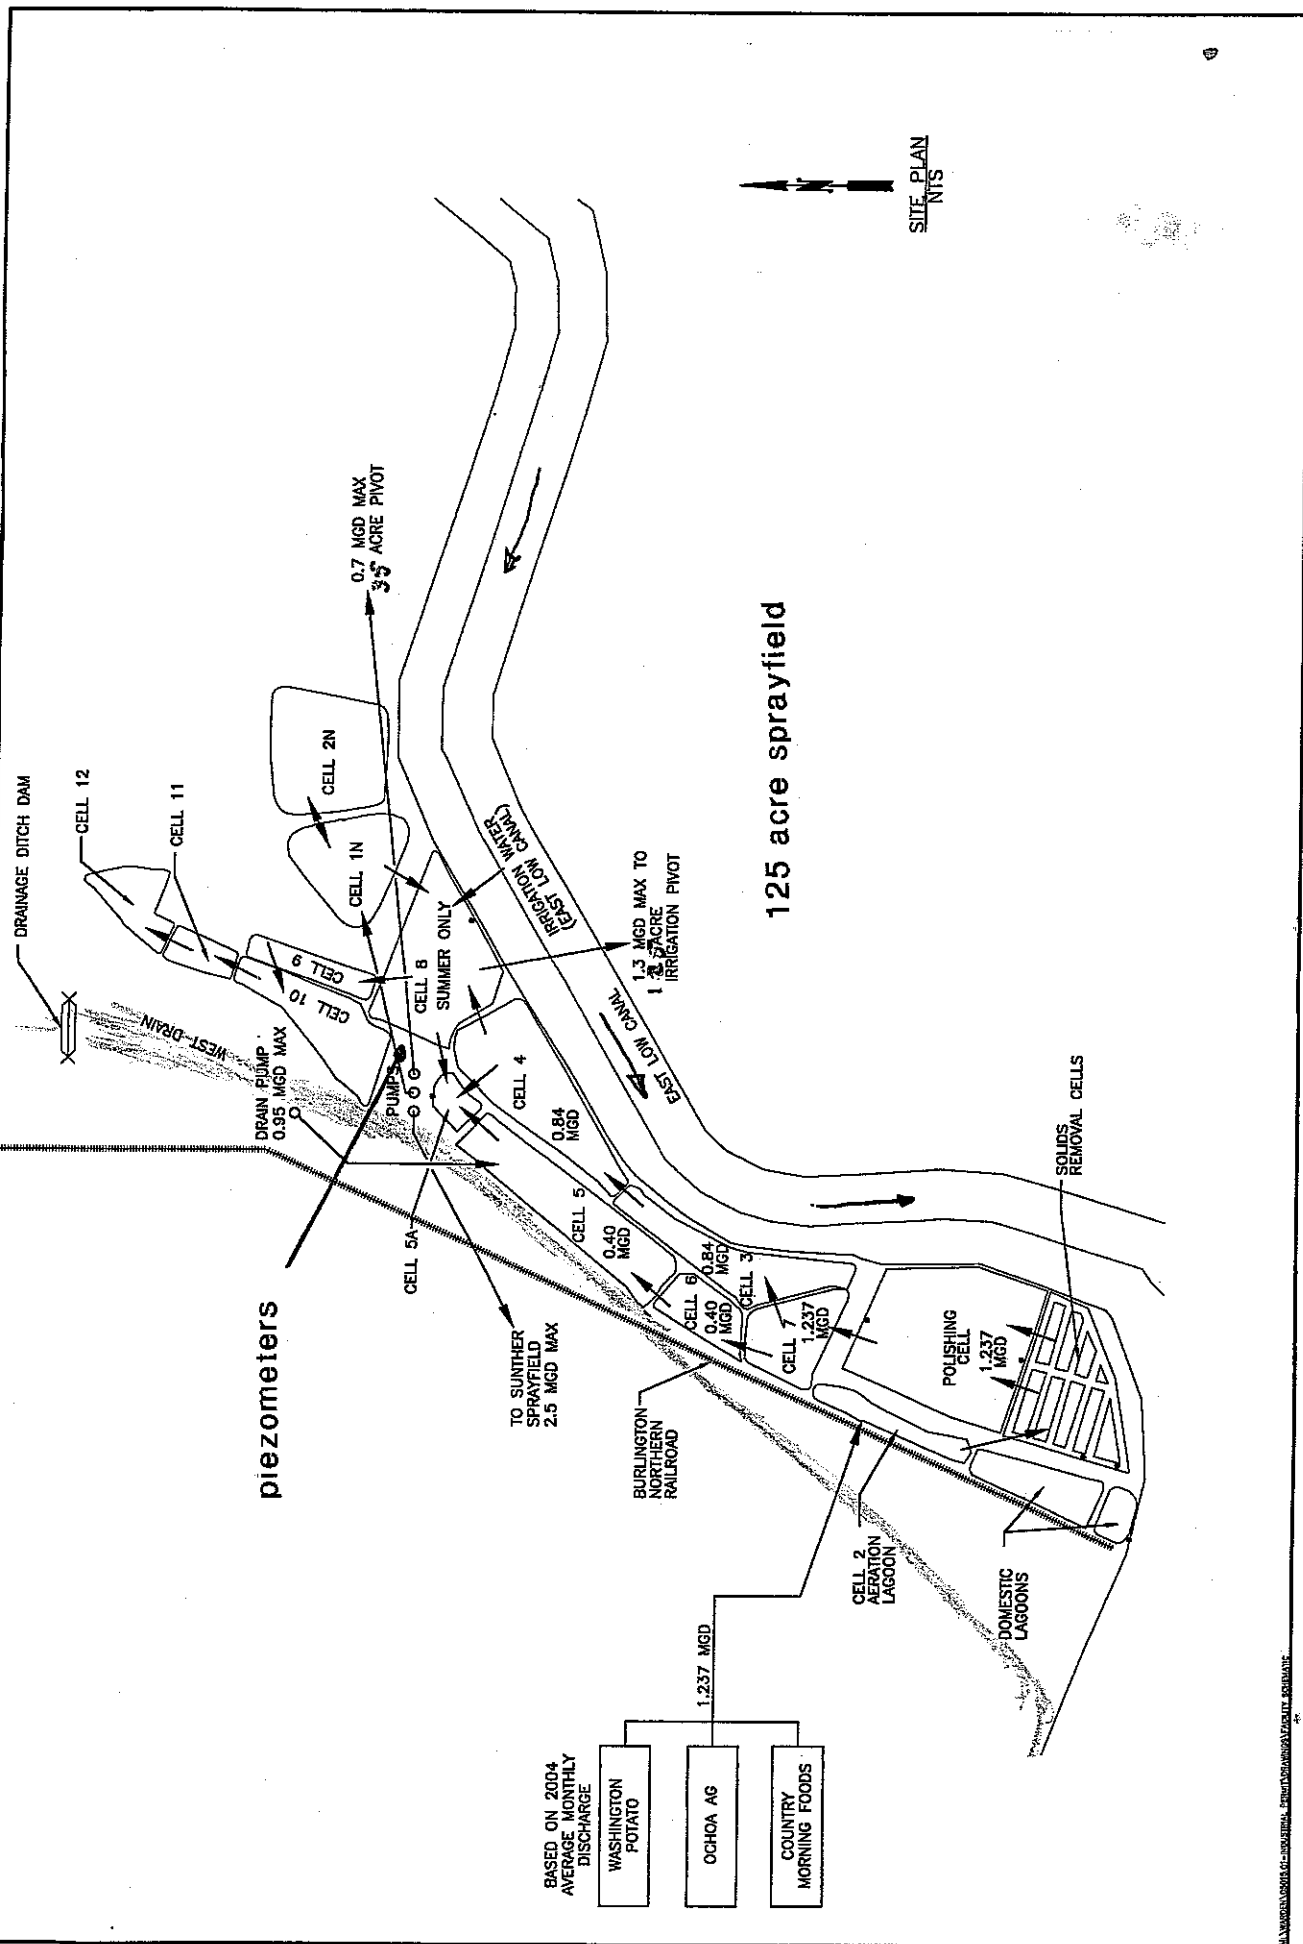 DRAINAGE DITCH DAM
CELL 12
CELL 11
WEST DRAIN
DRAIN PUMP
0.95 MGD MAX
CELL 10
CELL 9
CELL 1N
CELL 2N
0.7 MGD MAX
35 ACRE PIVOT
PUMPS
CELL 8
SUMMER ONLY
IRRIGATION WATER
(EAST LOW CANAL)
1.3 MGD MAX TO
ACRE
IRRIGATION PIVOT
125 acre sprayfield
SITE PLAN
NTS
N
piezometers
CELL 5A
CELL 4
0.84
MGD
CELL 5
0.40
MGD
EAST LOW CANAL
TO SUNTHER
SPRAYFIELD
2.5 MGD MAX
CELL 6
0.40
MGD
0.84
MGD
CELL 3
CELL 7
1.237
MGD
BURLINGTON
NORTHERN
RAILROAD
POLISHING
CELL
1.237
MGD
SOLIDS
REMOVAL CELLS
CELL 2
AERATION
LAGOON
DOMESTIC
LAGOONS
1.237 MGD
BASED ON 2004
AVERAGE MONTHLY
DISCHARGE
WASHINGTON
POTATO
OCHOA AG
COUNTRY
MORNING FOODS